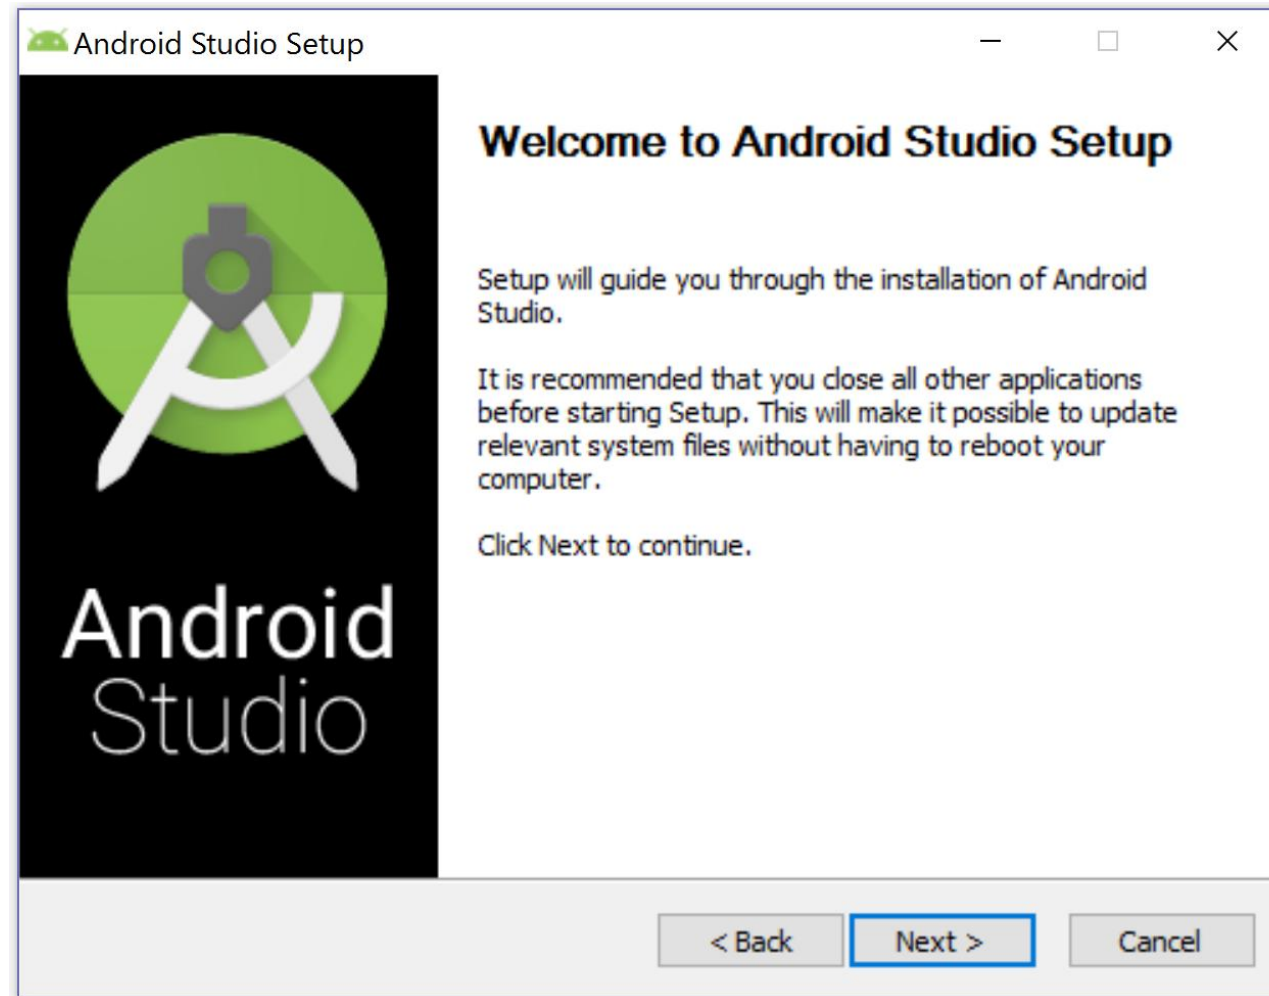 Android Studio Setup
Welcome to Android Studio Setup
Setup will guide you through the installation of Android
Studio.
It is recommended that you close all other applications
before starting Setup. This will make it possible to update
relevant system files without having to reboot your
computer.
Click Next to continue.
Android
Studio
< Back
Next >
Cancel